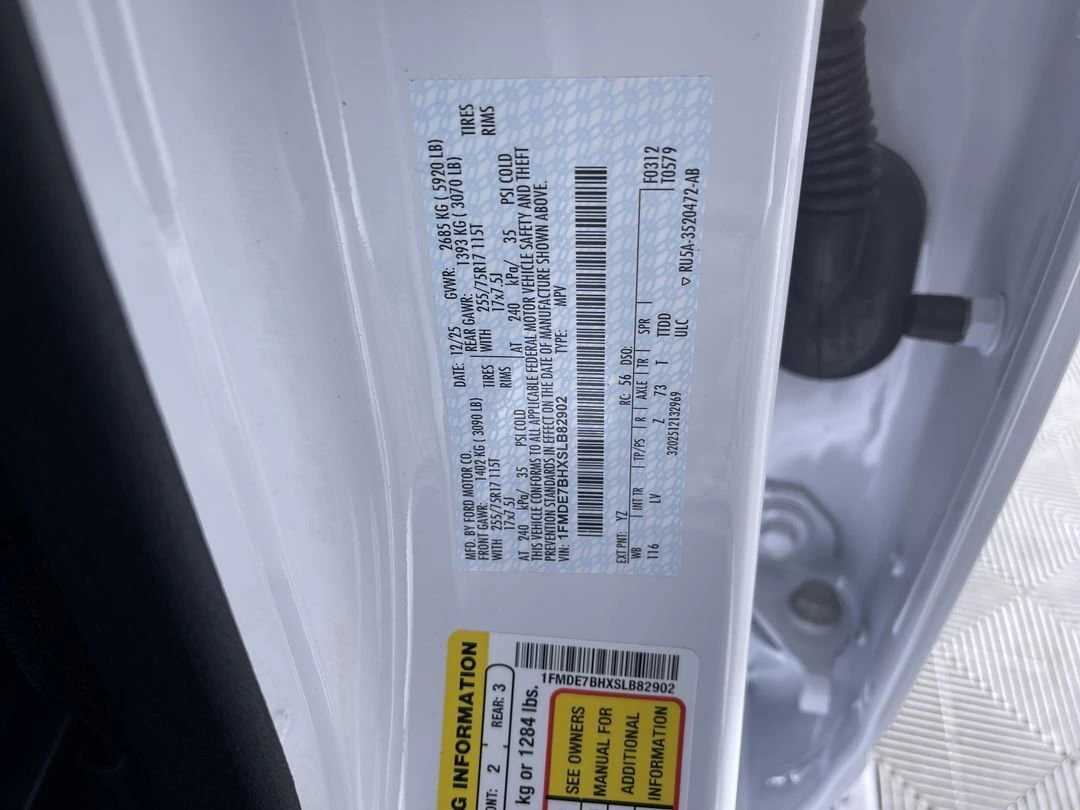 MFD. BY FORD MOTOR CO.
DATE: 12/25 GVWR: 2685 KG ( 5920 LB)
FRONT GAWR: 1402 KG ( 3090 LB) REAR GAWR: 1393 KG ( 3070 LB)
WITH 255/75R17 115T TIRES WITH 255/75R17 115T TIRES
17x7.5J RIMS 17x7.5J RIMS
AT 240 kPa/ 35 PSI COLD AT 240 kPa/ 35 PSI COLD
THIS VEHICLE CONFORMS TO ALL APPLICABLE FEDERAL MOTOR VEHICLE SAFETY AND THEFT
PREVENTION STANDARDS IN EFFECT ON THE DATE OF MANUFACTURE SHOWN ABOVE.
VIN: 1FMDE7BHXSLB82902 TYPE: MPV
EXT PNT: YZ RC: 56 DSO:
WB INT TR TP/PS R AXLE TR SPR
116 LV Z 73 T TTDD
ULC
F0312
T0579
3202512132969
▽ RU5A-3520472-AB
G INFORMATION
ONT: 2 REAR: 3
kg or 1284 lbs.
1FMDE7BHXSLB82902
SEE OWNERS
MANUAL FOR
ADDITIONAL
INFORMATION